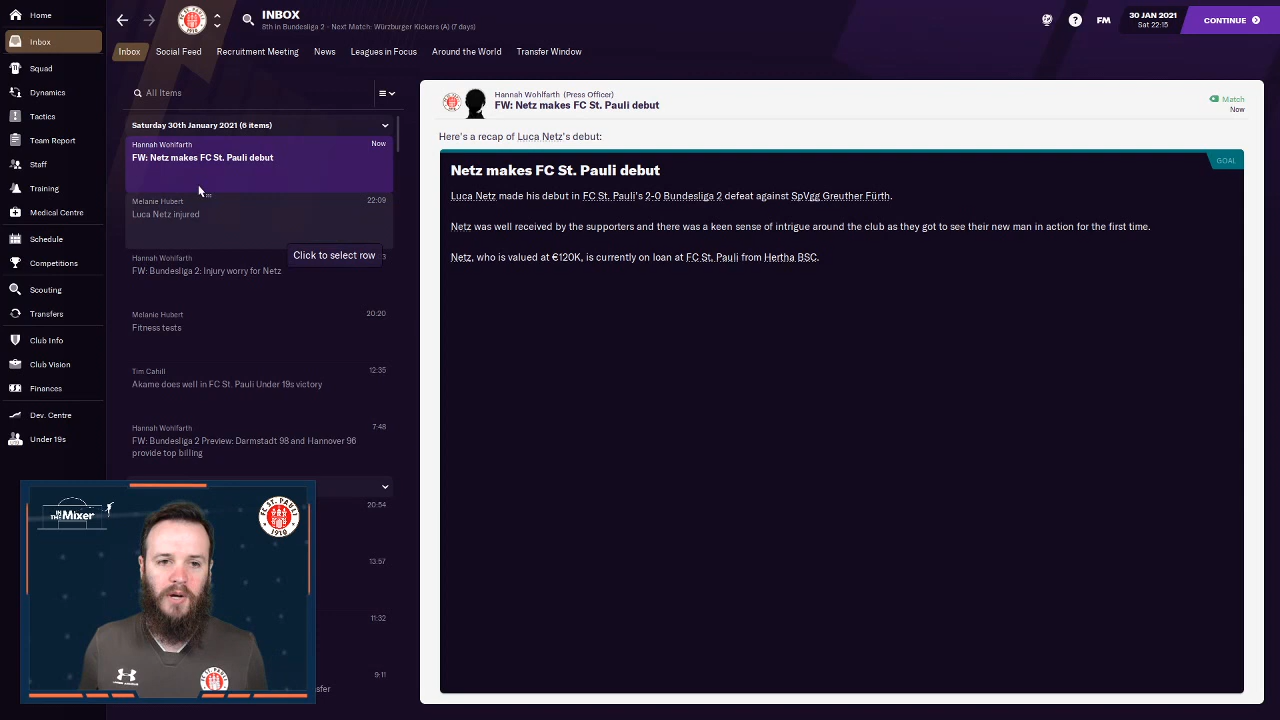 Home
INBOX
8th in Bundesliga 2 - Next Match: Würzburger Kickers (A) (7 days)
FM
30 JAN 2021
Sat 22:15
CONTINUE
Inbox
Squad
Dynamics
Tactics
Team Report
Staff
Training
Medical Centre
Schedule
Competitions
Scouting
Transfers
Club Info
Club Vision
Finances
Dev. Centre
Under 19s
Inbox
Social Feed
Recruitment Meeting
News
Leagues in Focus
Around the World
Transfer Window
All Items
Saturday 30th January 2021 (6 items)
Hannah Wohlfarth
Now
FW: Netz makes FC St. Pauli debut
Melanie Hubert
22:09
Luca Netz injured
Click to select row
Hannah Wohlfarth
3
FW: Bundesliga 2: Injury worry for Netz
Melanie Hubert
20:20
Fitness tests
Tim Cahill
12:35
Akame does well in FC St. Pauli Under 19s victory
Hannah Wohlfarth
7:48
FW: Bundesliga 2 Preview: Darmstadt 98 and Hannover 96
provide top billing
20:54
13:57
11:32
9:11
sfer
Hannah Wohlfarth (Press Officer)
FW: Netz makes FC St. Pauli debut
Match
Now
Here's a recap of Luca Netz's debut:
GOAL
Netz makes FC St. Pauli debut
Luca Netz made his debut in FC St. Pauli's 2-0 Bundesliga 2 defeat against SpVgg Greuther Fürth.
Netz was well received by the supporters and there was a keen sense of intrigue around the club as they got to see their new man in action for the first time.
Netz, who is valued at €120K, is currently on loan at FC St. Pauli from Hertha BSC.
IN
THE Mixer
FC ST. PAULI
1910